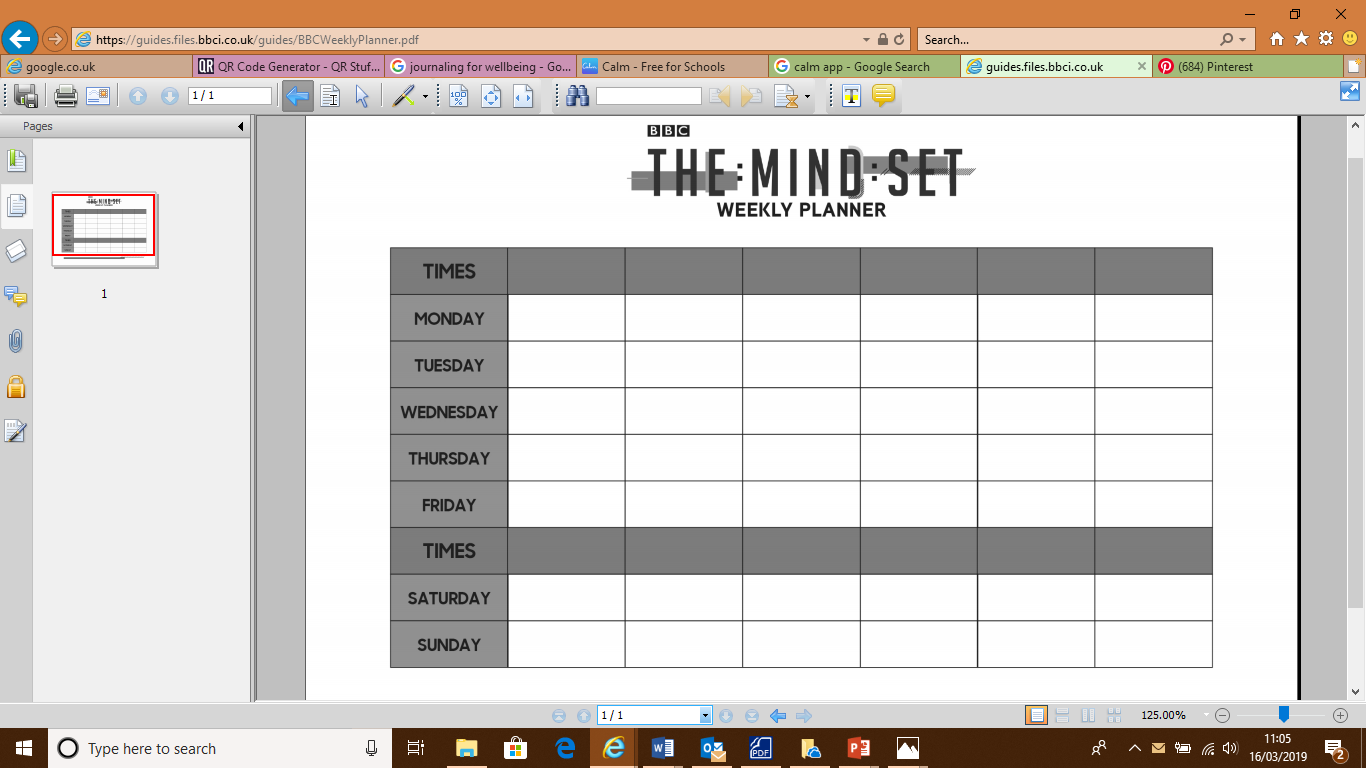 https://guides.files.bbci.co.uk/guides/BBCWeeklyPlanner.pdf
Search...
google.co.uk
QR Code Generator - QR Stuf...
journaling for wellbeing - Go...
Calm - Free for Schools
calm app - Google Search
guides.files.bbci.co.uk
(684) Pinterest
1 / 1
Pages
1
BBC
THE:MIND:SET
WEEKLY PLANNER
TIMES
MONDAY
TUESDAY
WEDNESDAY
THURSDAY
FRIDAY
TIMES
SATURDAY
SUNDAY
1 / 1
125.00%
Type here to search
11:05
16/03/2019
2